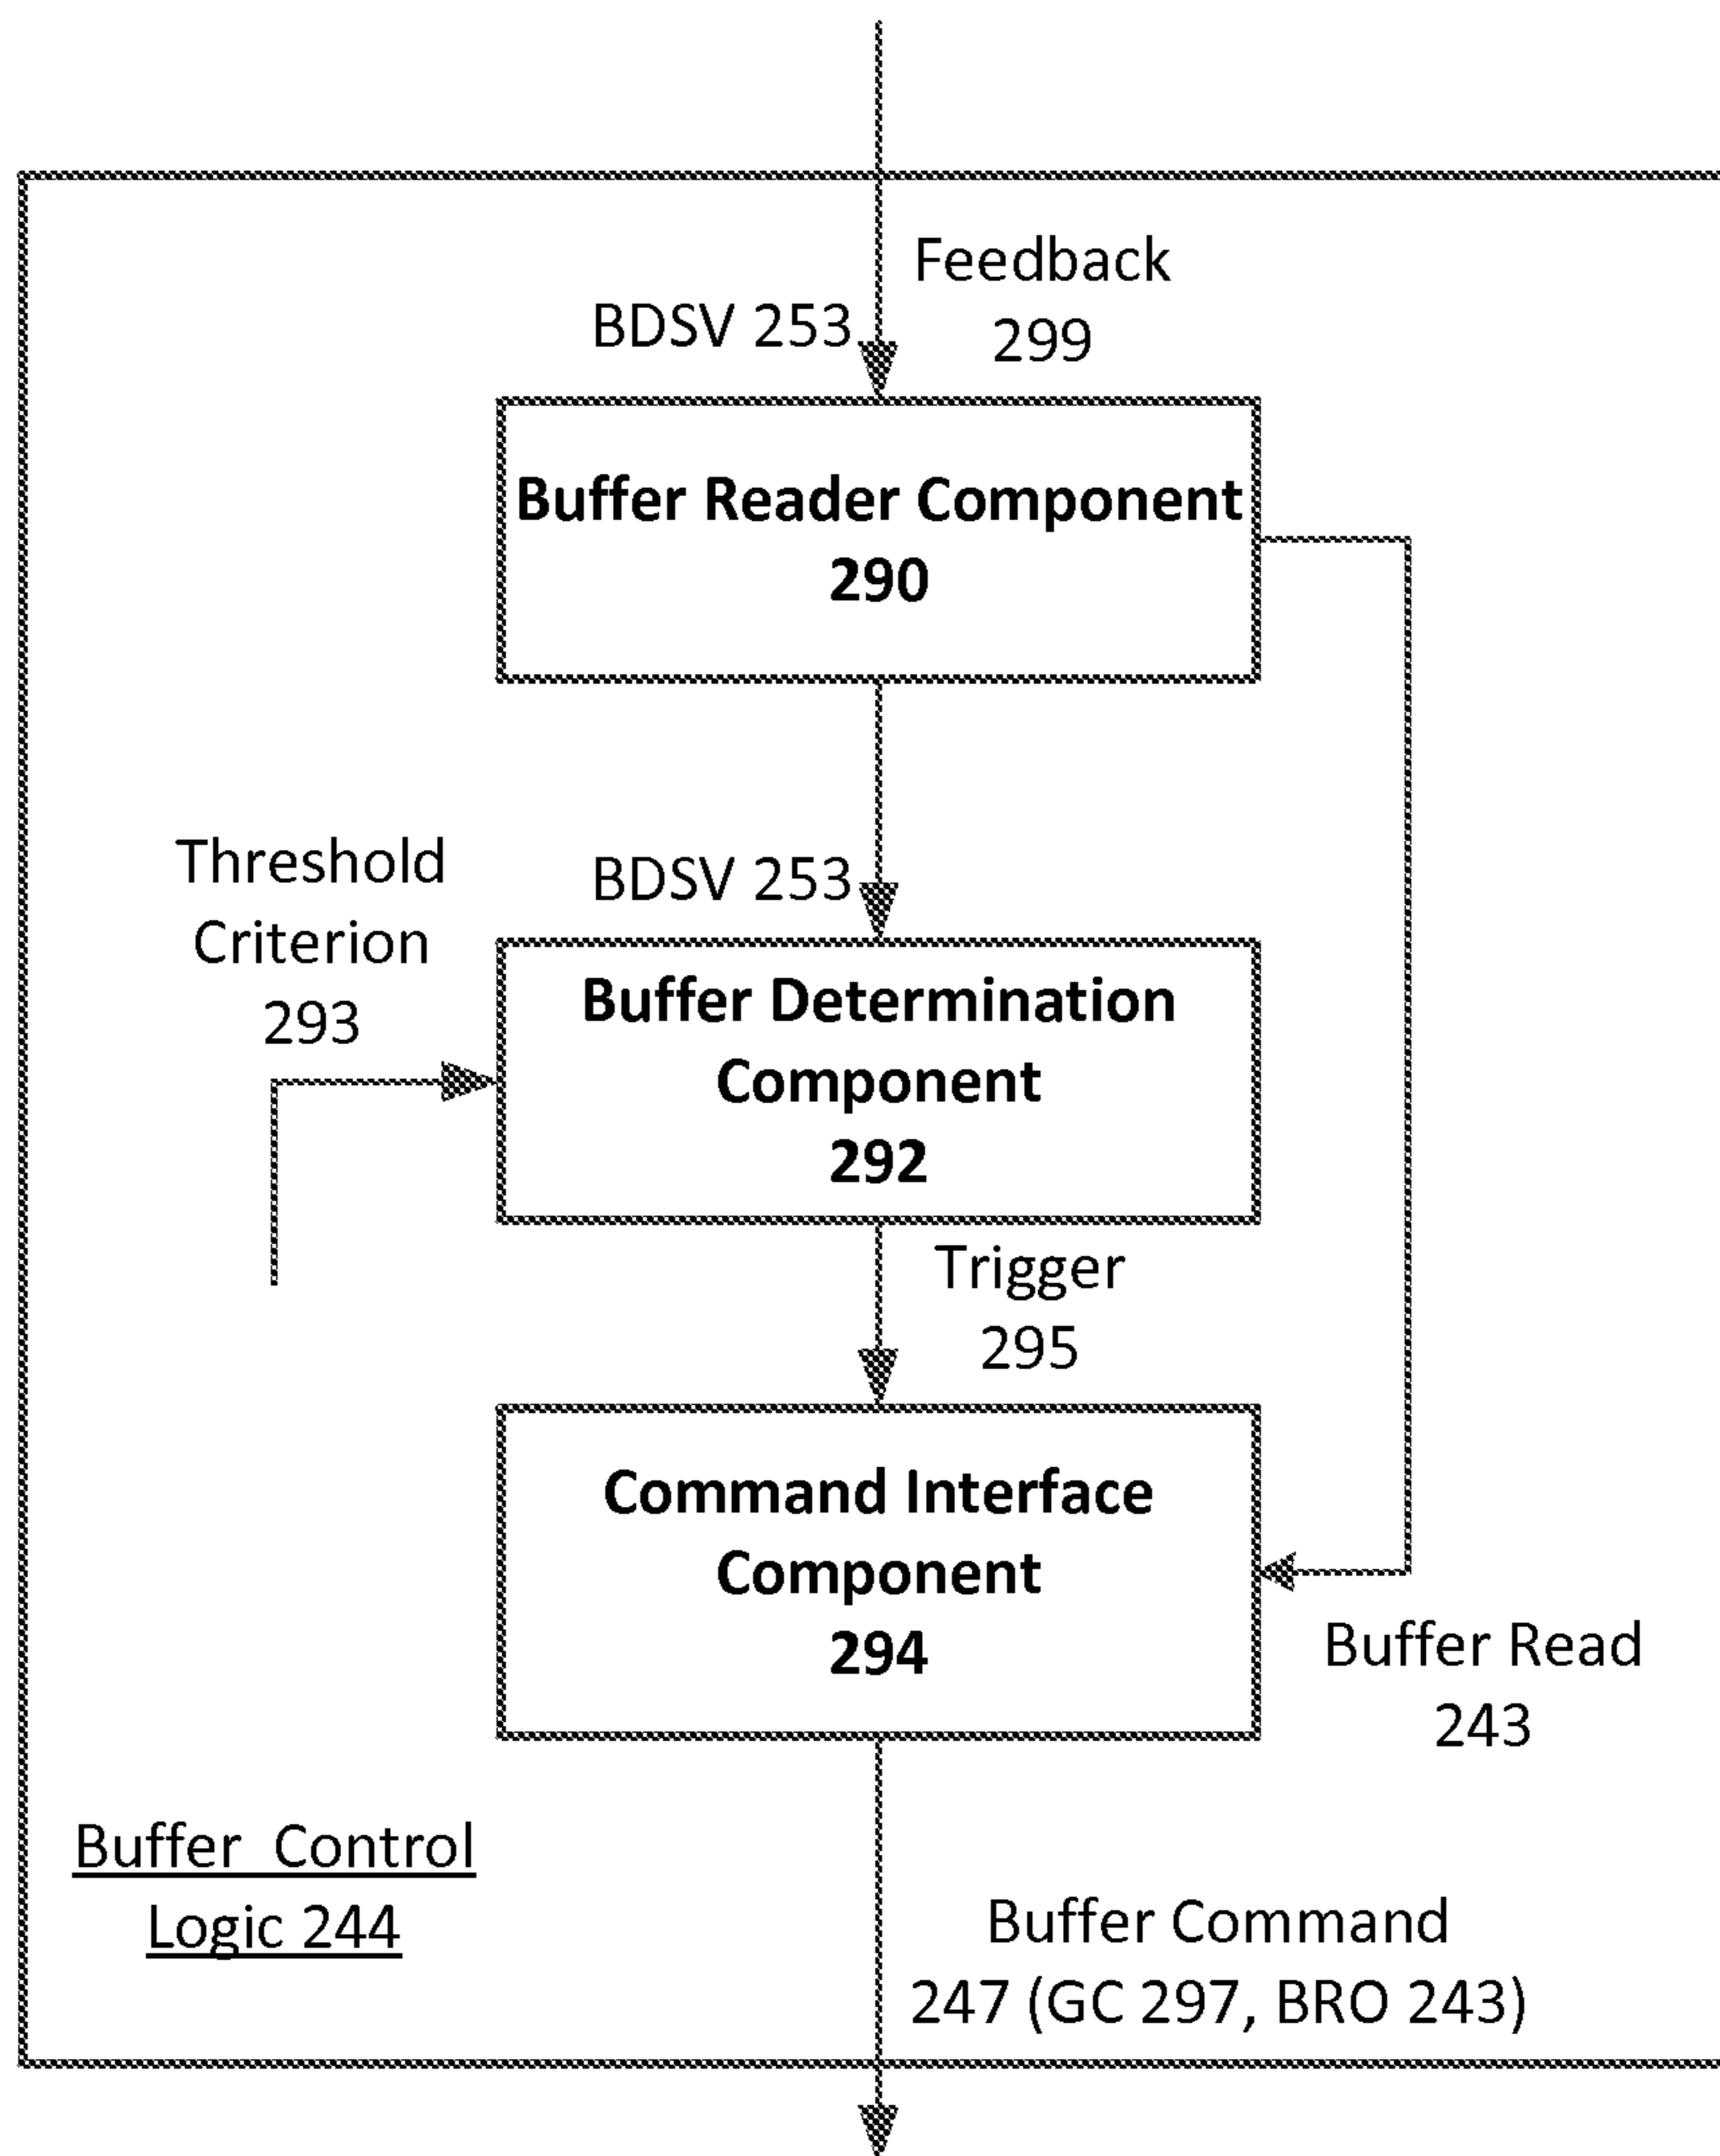 Feedback
299
BDSV 253
Buffer Reader Component
290
Threshold
Criterion
293
BDSV 253
Buffer Determination
Component
292
Trigger
295
Command Interface
Component
294
Buffer Read
243
Buffer Control
Logic 244
Buffer Command
247 (GC 297, BRO 243)